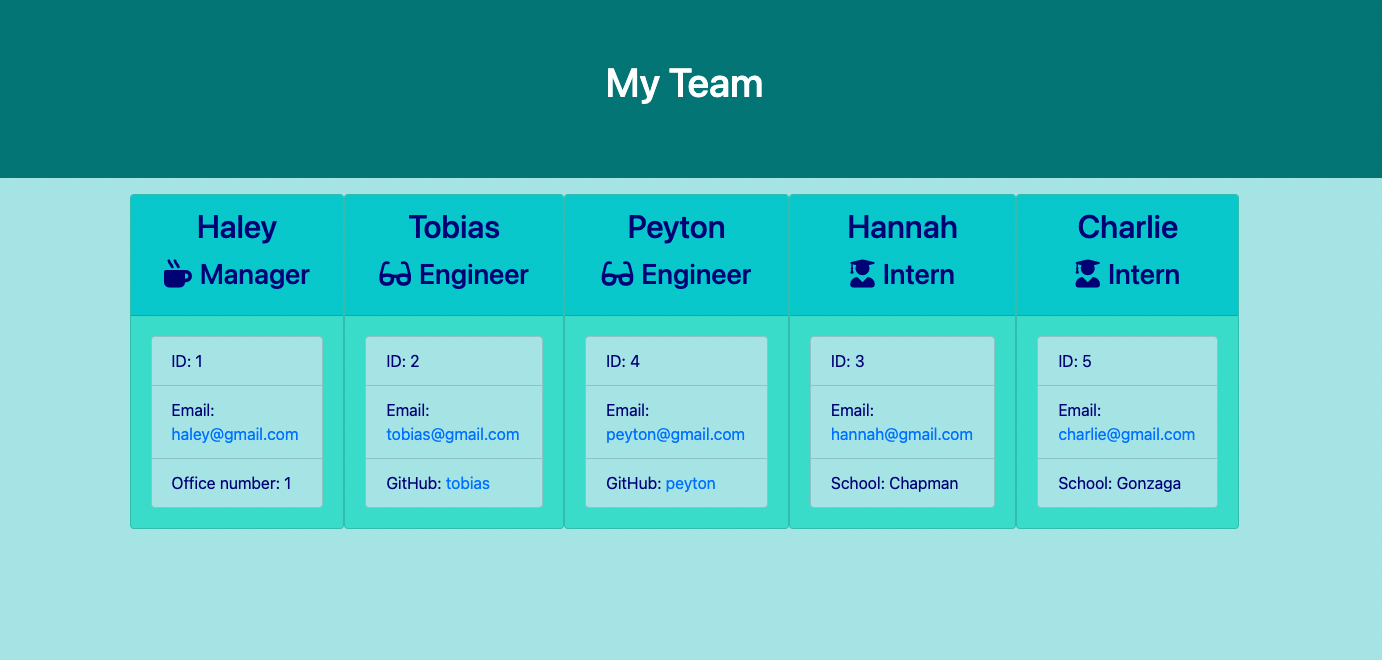 My Team
Haley
Manager
ID: 1
Email:
haley@gmail.com
Office number: 1
Tobias
Engineer
ID: 2
Email:
tobias@gmail.com
GitHub: tobias
Peyton
Engineer
ID: 4
Email:
peyton@gmail.com
GitHub: peyton
Hannah
Intern
ID: 3
Email:
hannah@gmail.com
School: Chapman
Charlie
Intern
ID: 5
Email:
charlie@gmail.com
School: Gonzaga